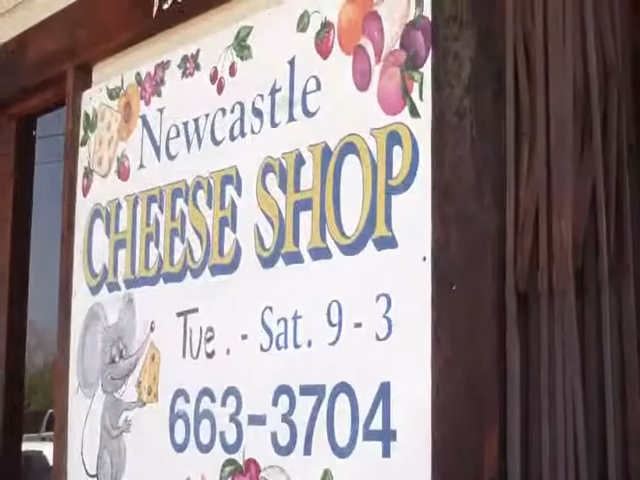 Newcastle
CHEESE SHOP
Tue. - Sat. 9 - 3
663-3704